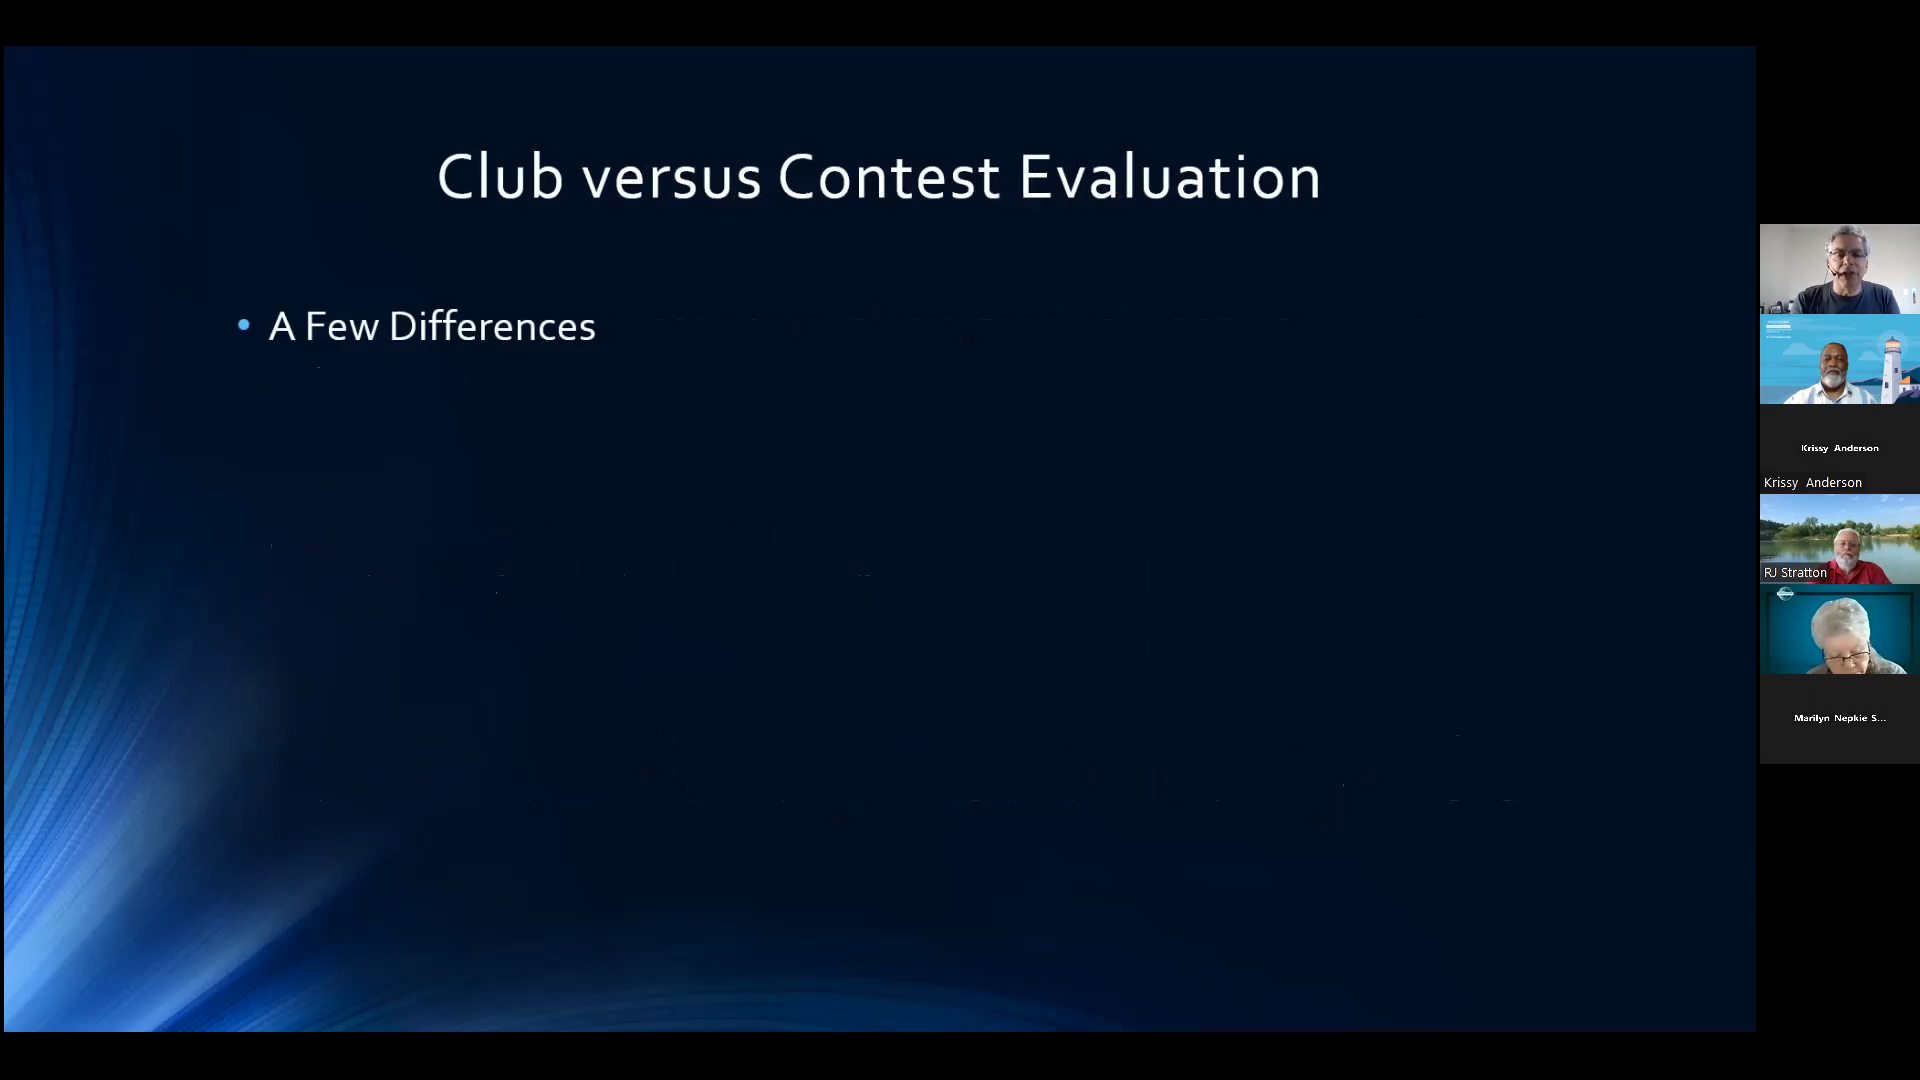 Club versus Contest Evaluation
• A Few Differences
Krissy Anderson
Krissy Anderson
RJ Stratton
Marilyn Nepkie S...